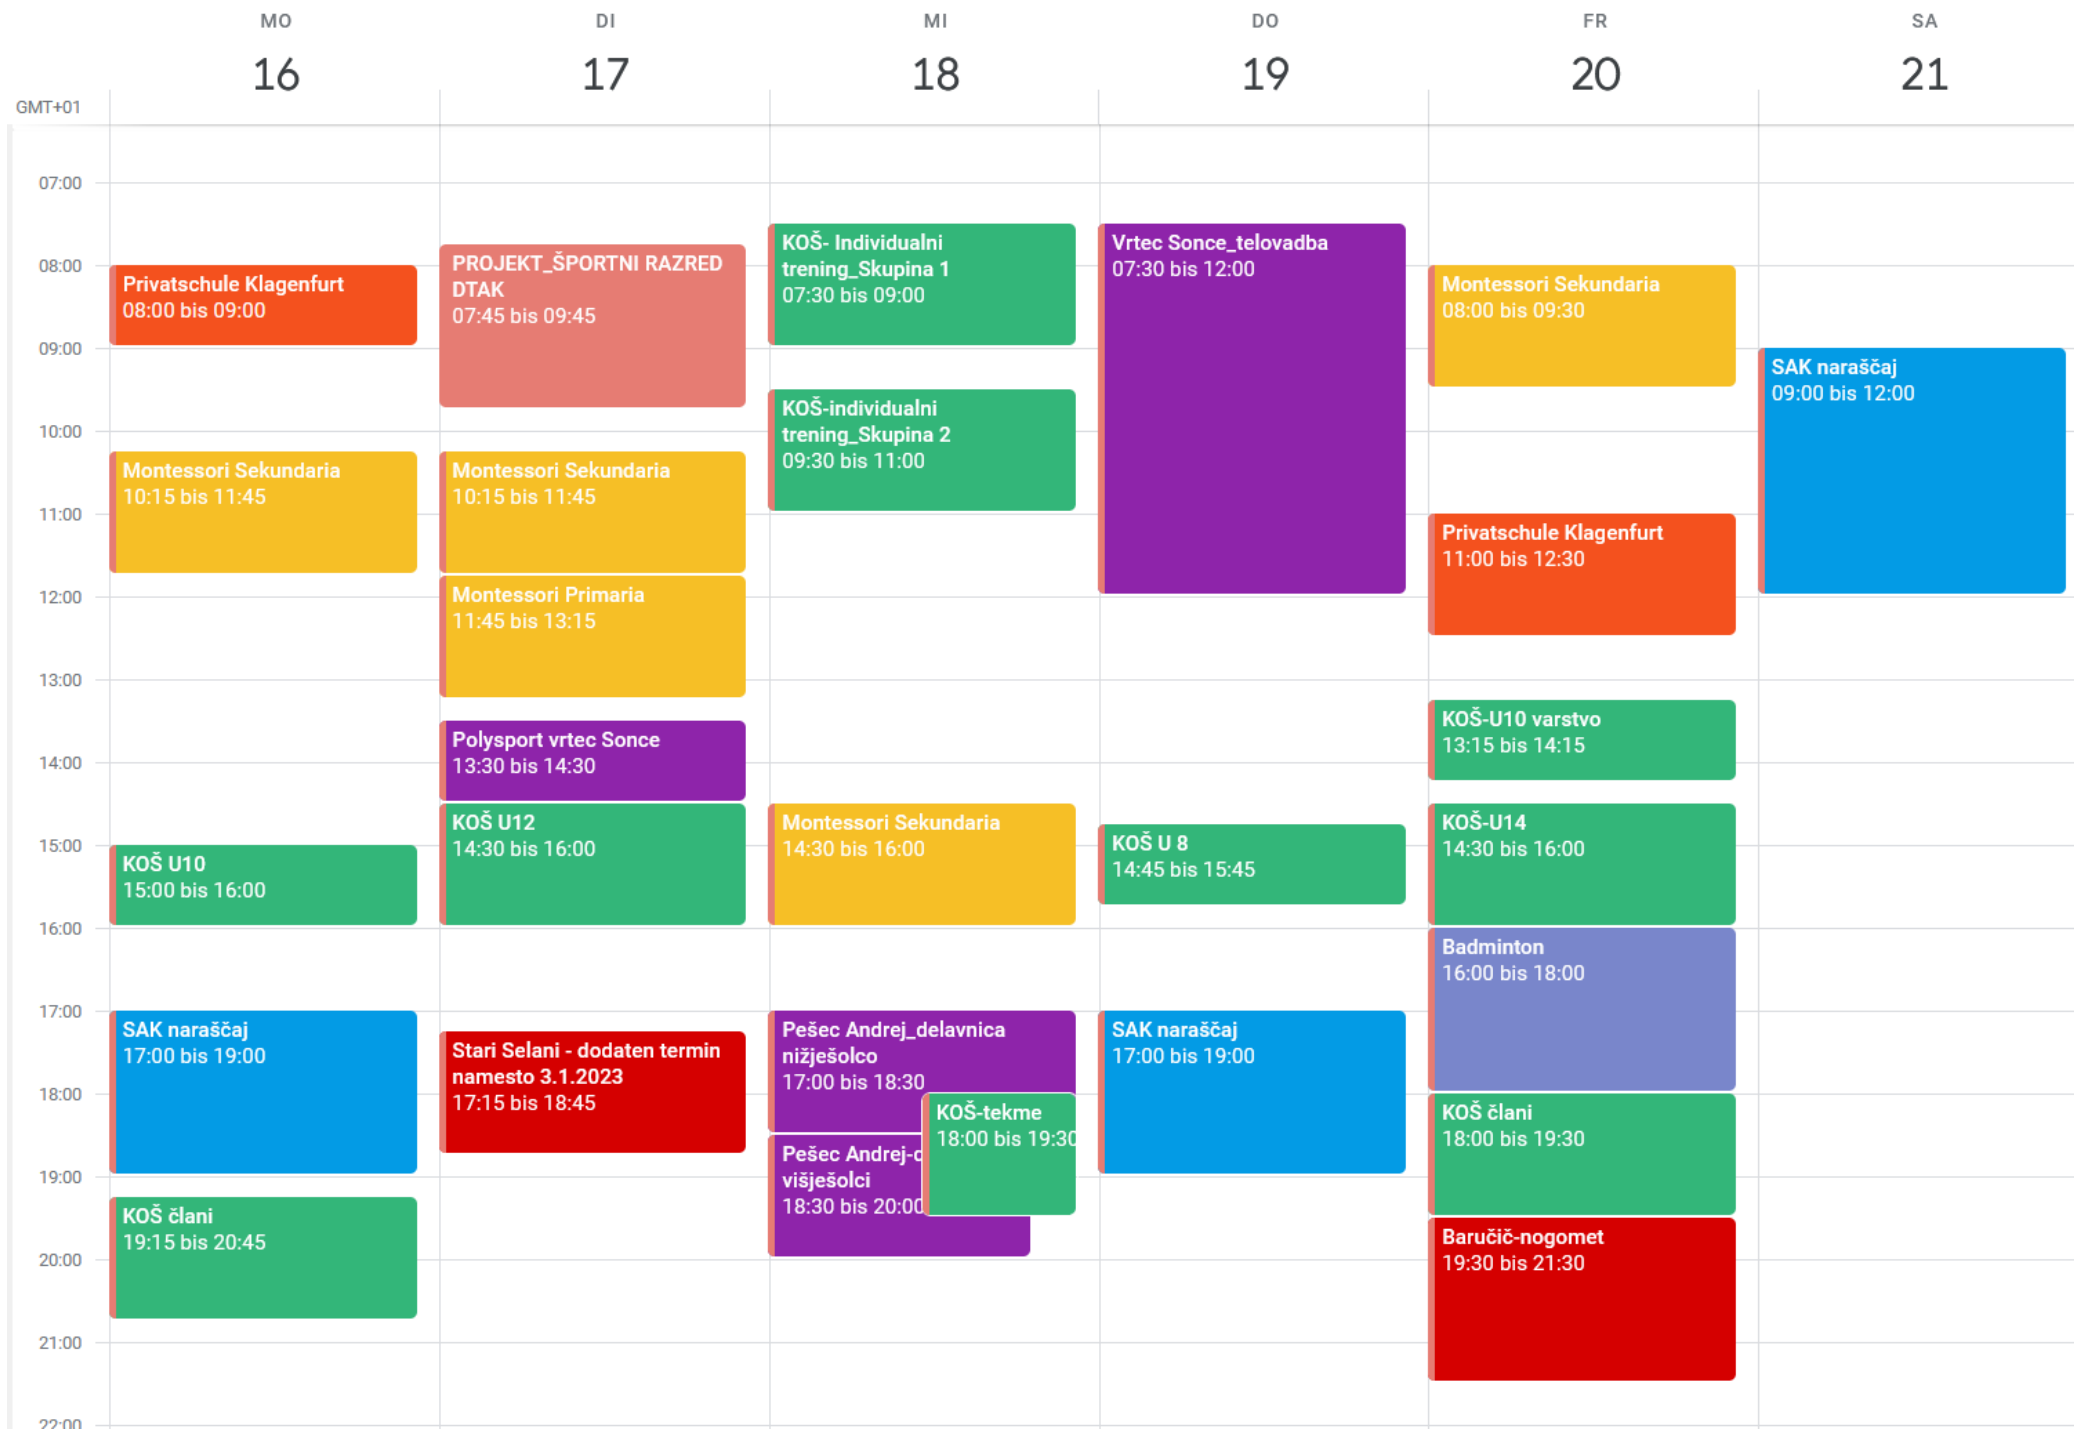 MO
16
DI
17
MI
18
DO
19
FR
20
SA
21
GMT+01
07:00
08:00
09:00
10:00
11:00
12:00
13:00
14:00
15:00
16:00
17:00
18:00
19:00
20:00
21:00
22:00
Privatschule Klagenfurt
08:00 bis 09:00
Montessori Sekundaria
10:15 bis 11:45
KOŠ U10
15:00 bis 16:00
SAK naraščaj
17:00 bis 19:00
KOŠ člani
19:15 bis 20:45
PROJEKT_ŠPORTNI RAZRED
DTAK
07:45 bis 09:45
Montessori Sekundaria
10:15 bis 11:45
Montessori Primaria
11:45 bis 13:15
Polysport vrtec Sonce
13:30 bis 14:30
KOŠ U12
14:30 bis 16:00
Stari Selani - dodaten termin
namesto 3.1.2023
17:15 bis 18:45
KOŠ- Individualni
trening_Skupina 1
07:30 bis 09:00
KOŠ-individualni
trening_Skupina 2
09:30 bis 11:00
Montessori Sekundaria
14:30 bis 16:00
Pešec Andrej_delavnica
nižješolco
17:00 bis 18:30
KOŠ-tekme
18:00 bis 19:30
Pešec Andrej-
višješolci
18:30 bis 20:00
Vrtec Sonce_telovadba
07:30 bis 12:00
KOŠ U 8
14:45 bis 15:45
SAK naraščaj
17:00 bis 19:00
Montessori Sekundaria
08:00 bis 09:30
Privatschule Klagenfurt
11:00 bis 12:30
KOŠ-U10 varstvo
13:15 bis 14:15
KOŠ-U14
14:30 bis 16:00
Badminton
16:00 bis 18:00
KOŠ člani
18:00 bis 19:30
Baručič-nogomet
19:30 bis 21:30
SAK naraščaj
09:00 bis 12:00